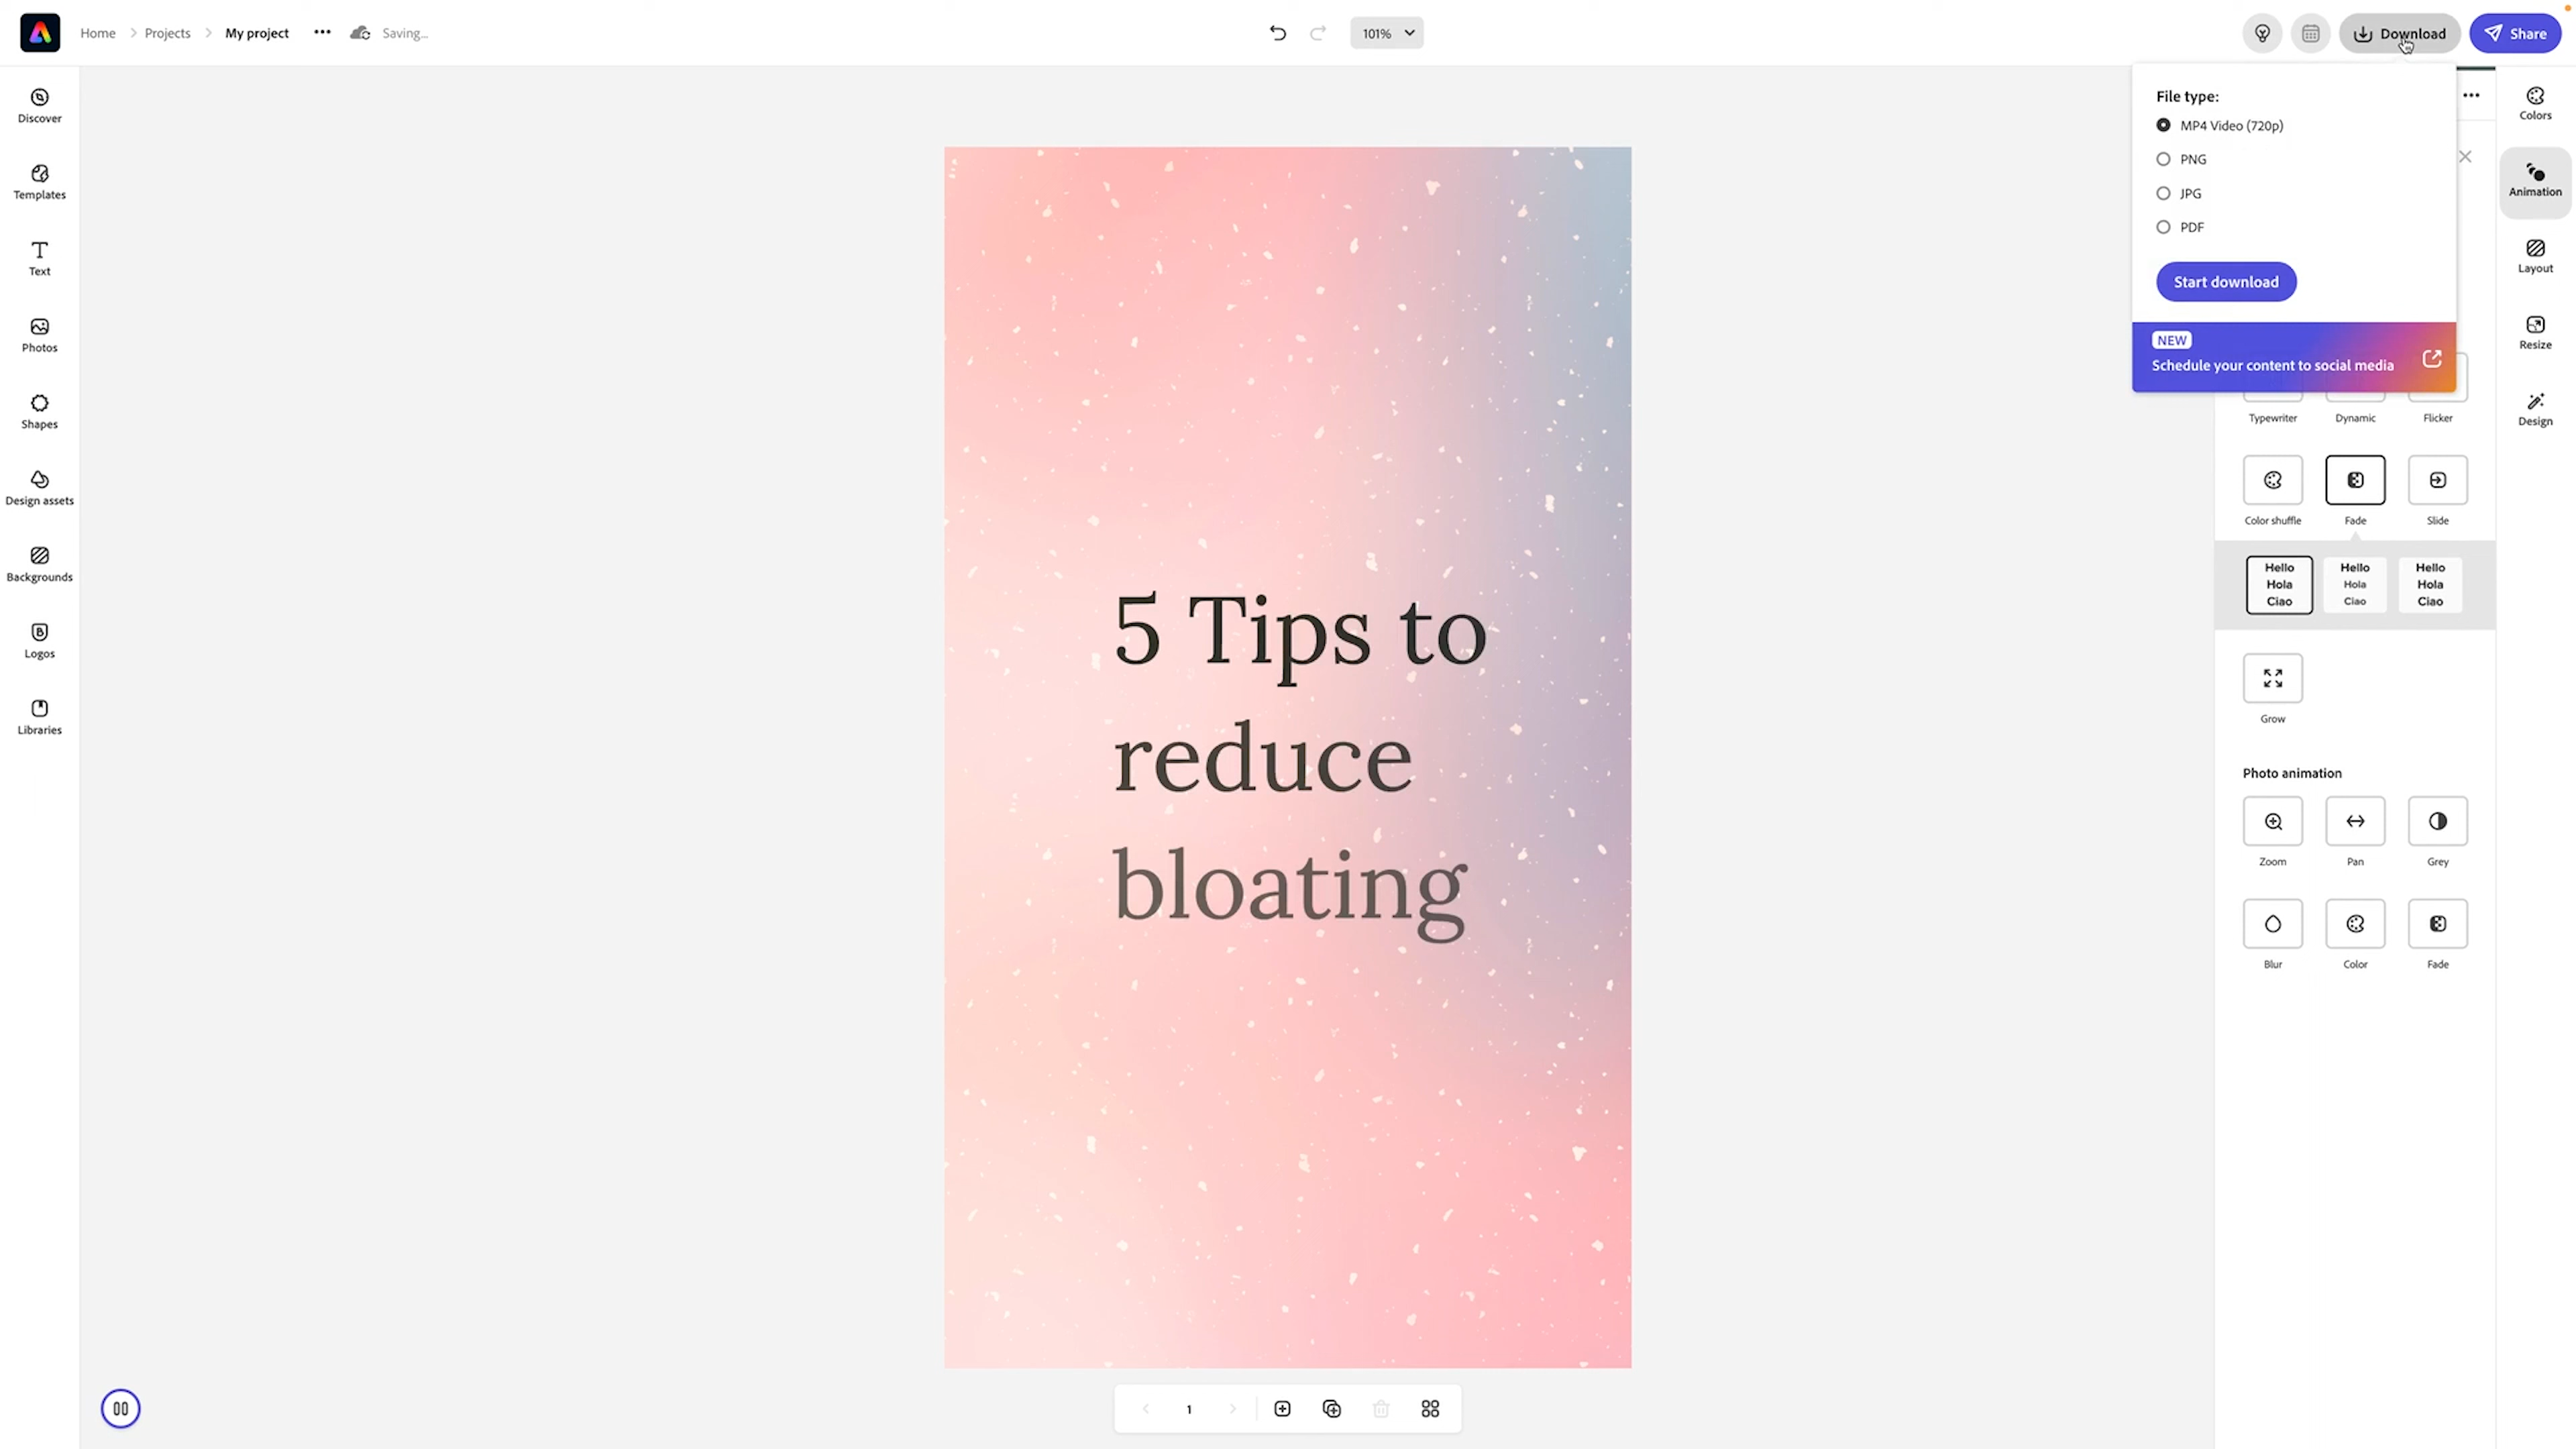 Home
Projects
My project
Saving...
101%
Download
Share
Discover
Templates
Text
Photos
Shapes
Design assets
Backgrounds
Logos
Libraries
5 Tips to
reduce
bloating
1
File type:
MP4 Video (720p)
PNG
JPG
PDF
Start download
NEW
Schedule your content to social media
Typewriter
Dynamic
Flicker
Color shuffle
Fade
Slide
Hello
Hola
Ciao
Hello
Hola
Ciao
Hello
Hola
Ciao
Grow
Photo animation
Zoom
Pan
Grey
Blur
Color
Fade
Colors
Animation
Layout
Resize
Design